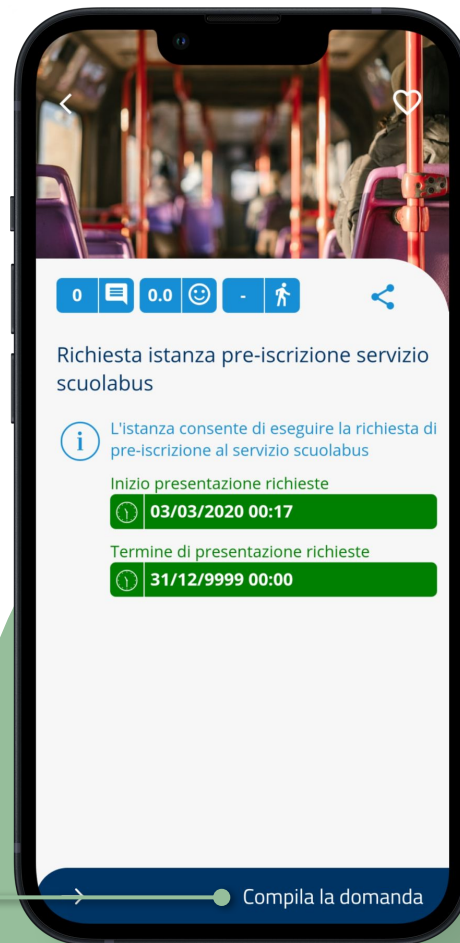 0
0.0
-
Richiesta istanza pre-iscrizione servizio
scuolabus
i
L'istanza consente di eseguire la richiesta di
pre-iscrizione al servizio scuolabus
Inizio presentazione richieste
03/03/2020 00:17
Termine di presentazione richieste
31/12/9999 00:00
Compila la domanda